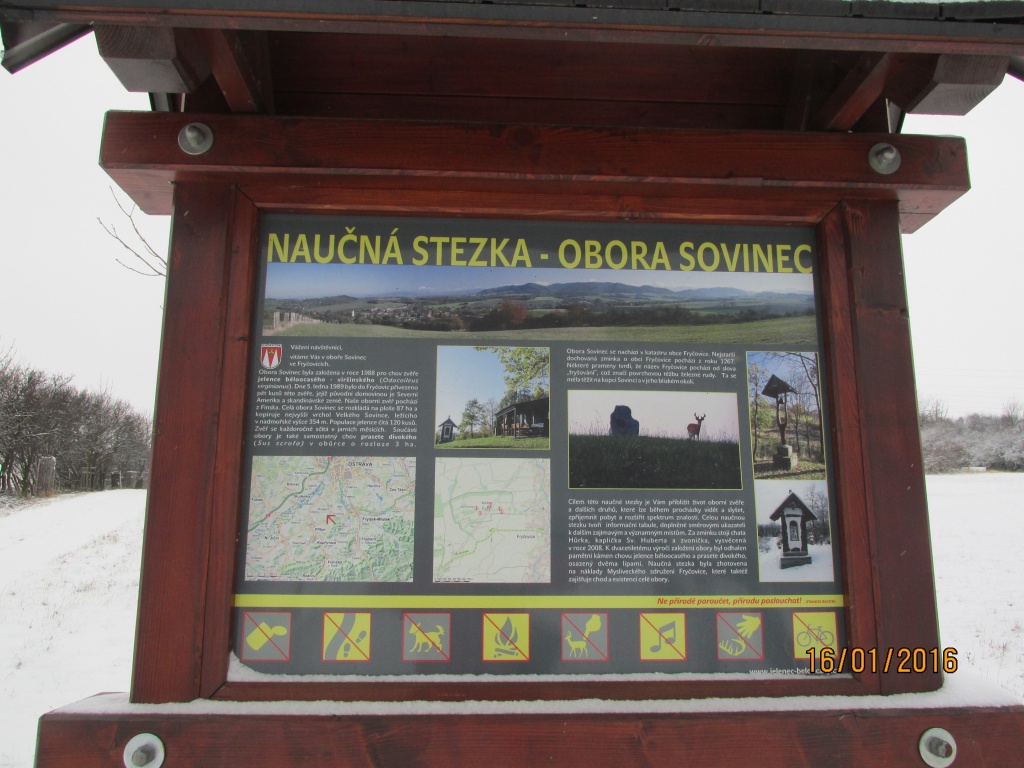 NAUČNÁ STEZKA - OBORA SOVINEC
Vážení návštěvníci,
vítáme Vás v oboře Sovinec
ve Fryčovicích.
Obora Sovinec byla založena v roce 1988 pro chov zvěře
jelence běloocasého - viržinského (Odocoileus
virginianus). Dne 5. ledna 1989 bylo do Fryčovic přivezeno
pět kusů této zvěře, jejž původní domovinou je Severní
Amerika a skandinávské země. Naše oborní zvěř pochází
z Finska. Celá obora Sovinec se rozkládá na ploše 87 ha a
kopíruje nejvyšší vrchol Velkého Sovince, ležícího
v nadmořské výšce 354 m. Populace jelence čítá 120 kusů.
Zvěř se každoročně sčítá v jarních měsících. Součástí
obory je také samostatný chov prasete divokého
(Sus scrofa) v obůrce o rozloze 3 ha.
Obora Sovinec se nachází v katastru obce Fryčovice. Nejstarší
dochovaná zmínka o obci Fryčovice pochází z roku 1267.
Některé prameny tvrdí, že název Fryčovice pochází od slova
„fryšování“, což značí povrchovou těžbu železné rudy. Ta se
měla těžit na kopci Sovinci a v jeho blízkém okolí.
OSTRAVA
Frýdek-Místek
Fryčovice
Cílem této naučné stezky je Vám přiblížit život oborní zvěře
a dalších druhů, které lze během procházky vidět a slyšet,
zpříjemnit pobyt a rozšířit spektrum znalostí. Celou naučnou
stezku tvoří informační tabule, doplněné směrovými ukazateli
k dalším zajímavým a významným místům. Za zmínku stojí chata
Hůrka, kaplička Sv. Huberta a zvonička, vysvěcená
v roce 2008. K dvacetiletému výročí založení obory byl odhalen
pamětní kámen chovu jelence běloocasého a prasete divokého,
osazený dvěma lípami. Naučná stezka byla zhotovena
na náklady Mysliveckého sdružení Fryčovice, které taktéž
zajišťuje chod a existenci celé obory.
Ne přírodě poroučet, přírodu poslouchat!
16/01/2016